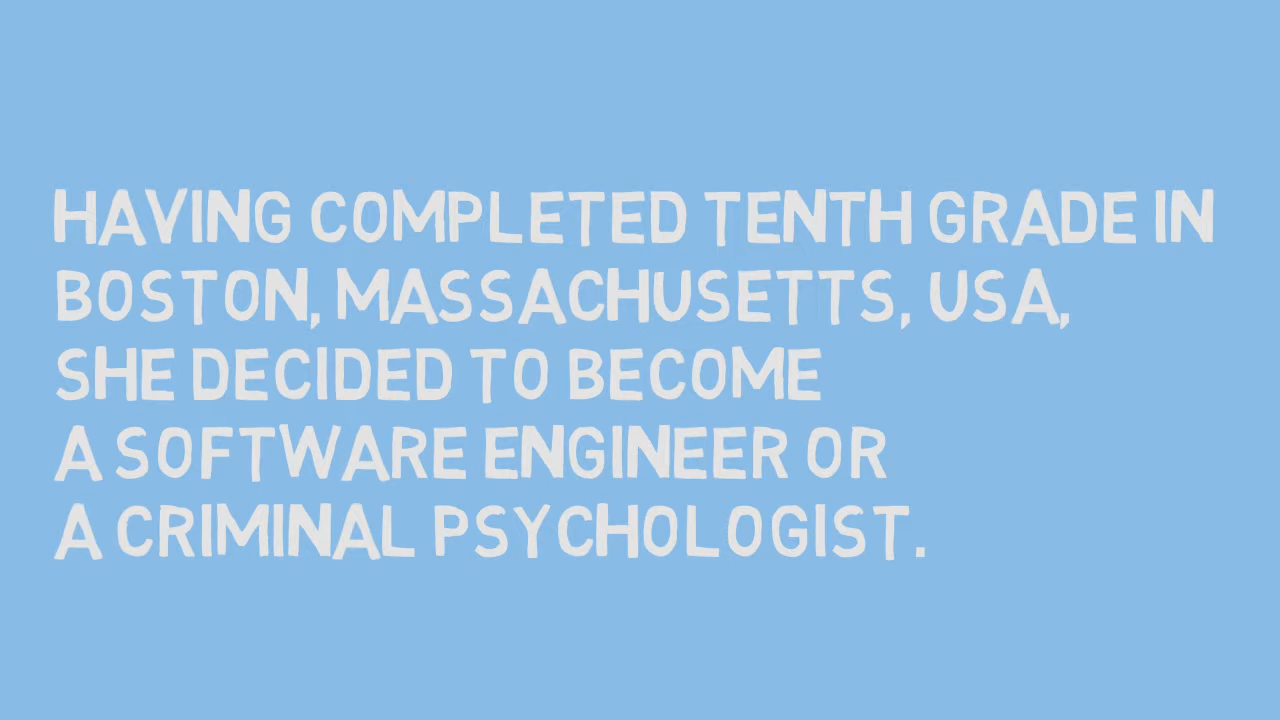 HAVING COMPLETED TENTH GRADE IN
BOSTON, MASSACHUSETTS, USA,
SHE DECIDED TO BECOME
A SOFTWARE ENGINEER OR
A CRIMINAL PSYCHOLOGIST.